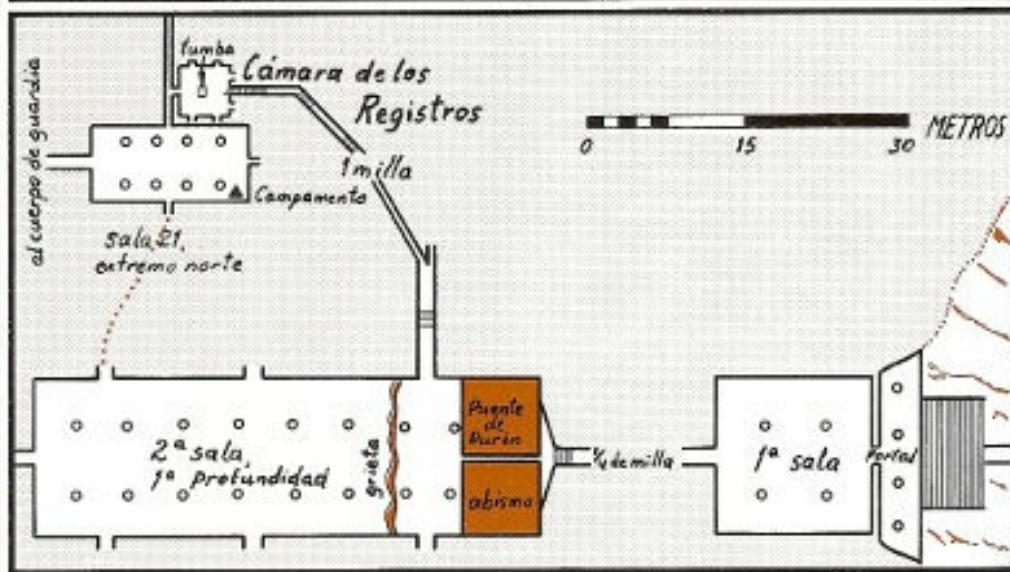 tumba
Cámara de los
Registros
al cuerpo de guardia
METROS
0 15 30
1 milla
Campamento
sala, 21,
extremo norte
2ª sala,
1ª profundidad
grieta
Puente
de
Durin
abismo
¼ de milla
1ª sala
Portal